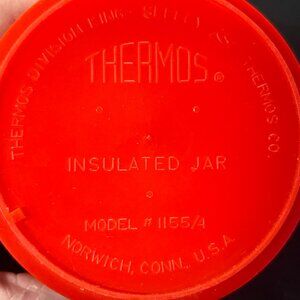 THERMOS DIVISION KING-SEELEY THERMOS CO.
THERMOS®
INSULATED JAR
MODEL # 1155/4
NORWICH, CONN., U.S.A.